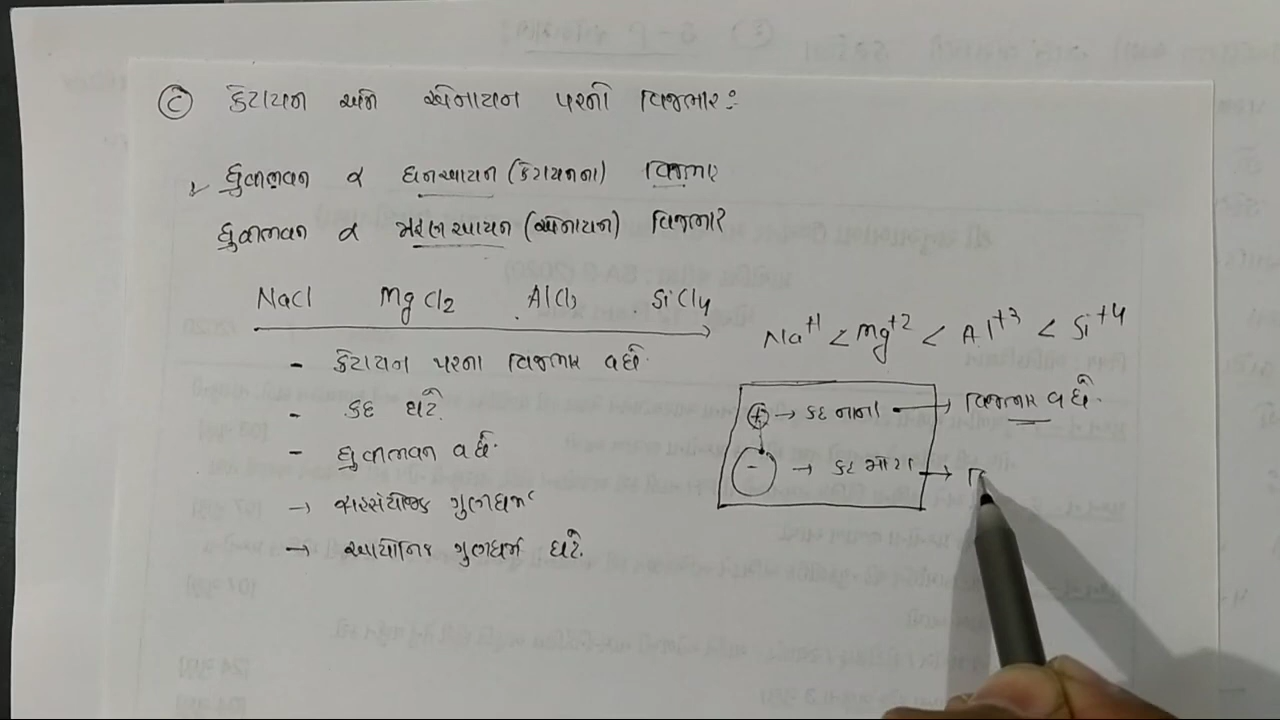 Ⓒ કેટાયન અને એનાયન પરનો વિજભાર :-
ધ્રુવીભવન ∝ ધનઆયન (કેટાયનના) વિજભાર
ધ્રુવીભવન ∝ ઋણઆયન (એનાયન) વિજભાર
NaCl MgCl2 AlCl3 SiCl4
Na+1 < Mg+2 < Al+3 < Si+4
- કેટાયન પરના વિજભાર વધે.
- કદ ઘટે.
- ધ્રુવીભવન વધે.
→ સહસંયોજક ગુણધર્મ
→ આયોનિક ગુણધર્મ ઘટે.
+ → કદ નાના → વિજભાર વધે.
- → કદ મોટા → વિ